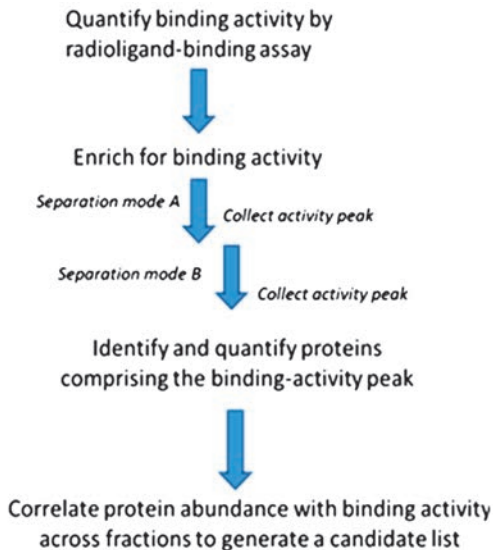 Quantify binding activity by
radioligand-binding assay
Enrich for binding activity
Separation mode A
Collect activity peak
Separation mode B
Collect activity peak
Identify and quantify proteins
comprising the binding-activity peak
Correlate protein abundance with binding activity
across fractions to generate a candidate list